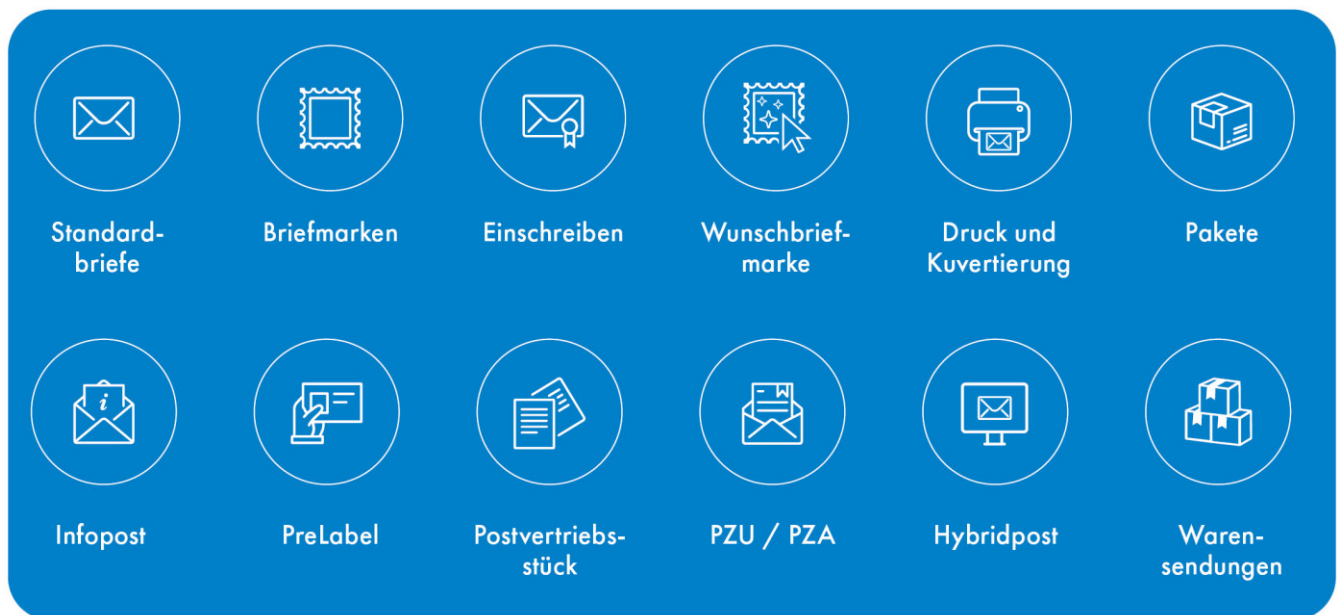 Standard-
briefe
Briefmarken
Einschreiben
Wunschbrief-
marke
Druck und
Kuvertierung
Pakete
i
Infopost
PreLabel
Postvertriebs-
stück
PZU / PZA
Hybridpost
Waren-
sendungen